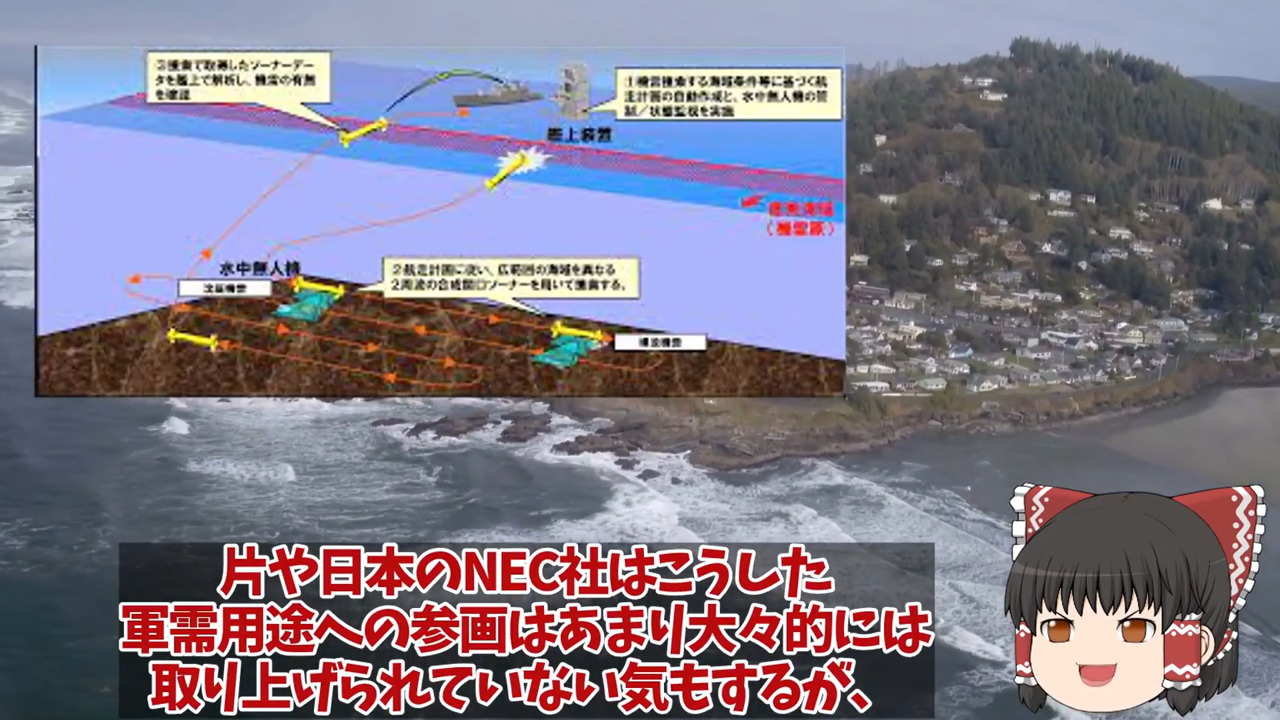 ③捜索で取得したソーナーデー
タを艦上で解析し、機雷の有無
を確認
①機雷捜索する海域条件等に基づく航
走計画の自動作成と、水中無人機の管
制／状態監視を実施
艦上装置
（機雷原）
水中無人機
②航走計画に従い、広範囲の海域を異なる
2周波の合成開口ソーナーを用いて捜索する。
片や日本のNEC社はこうした
軍需用途への参画はあまり大々的には
取り上げられていない気もするが、